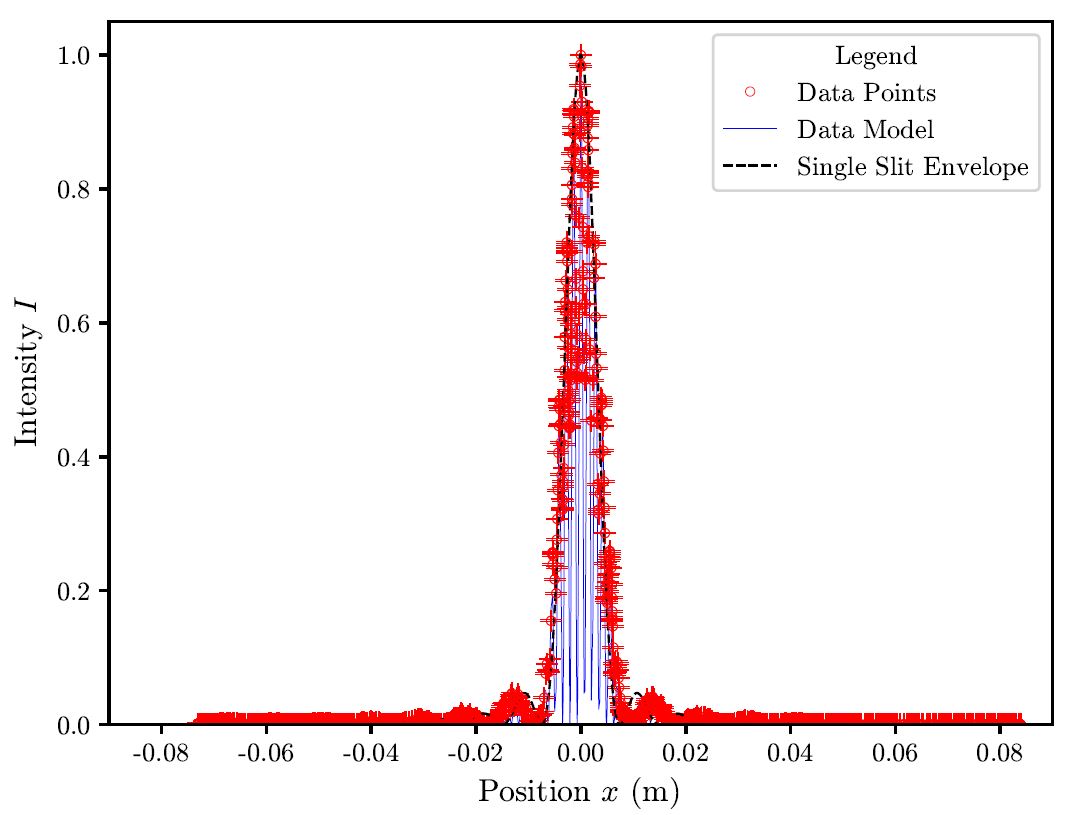 Legend
Data Points
Data Model
Single Slit Envelope
1.0
0.8
0.6
0.4
0.2
0.0
Intensity I
-0.08 -0.06 -0.04 -0.02 0.00 0.02 0.04 0.06 0.08
Position x (m)